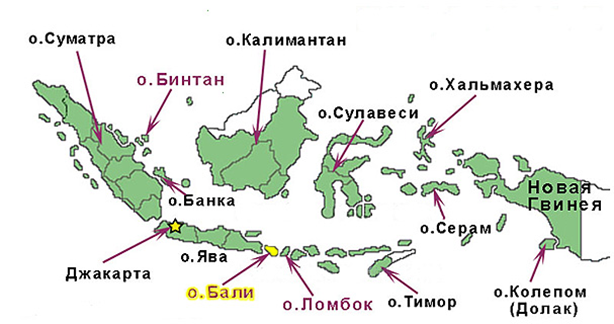 о.Суматра
о.Калимантан
о.Бинтан
о.Хальмахера
о.Сулавеси
Новая
Гвинея
о.Банка
о.Серам
Джакарта
о.Ява
о.Бали
о.Ломбок
о.Тимор
о.Колепом
(Долак)